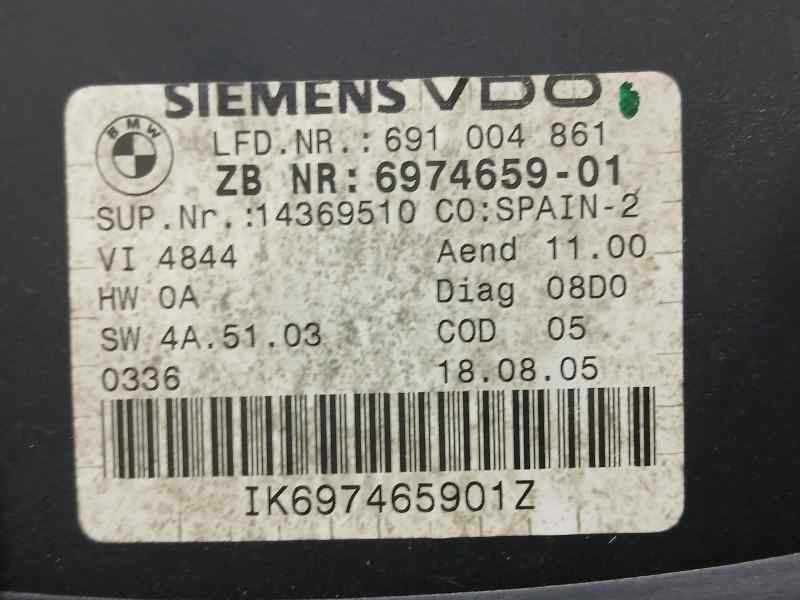 SIEMENS VDO
BMW
LFD.NR.: 691 004 861
ZB NR: 6974659-01
SUP.Nr.:14369510 CO:SPAIN-2
VI 4844 Aend 11.00
HW 0A Diag 08D0
SW 4A.51.03 COD 05
0336 18.08.05
IK697465901Z